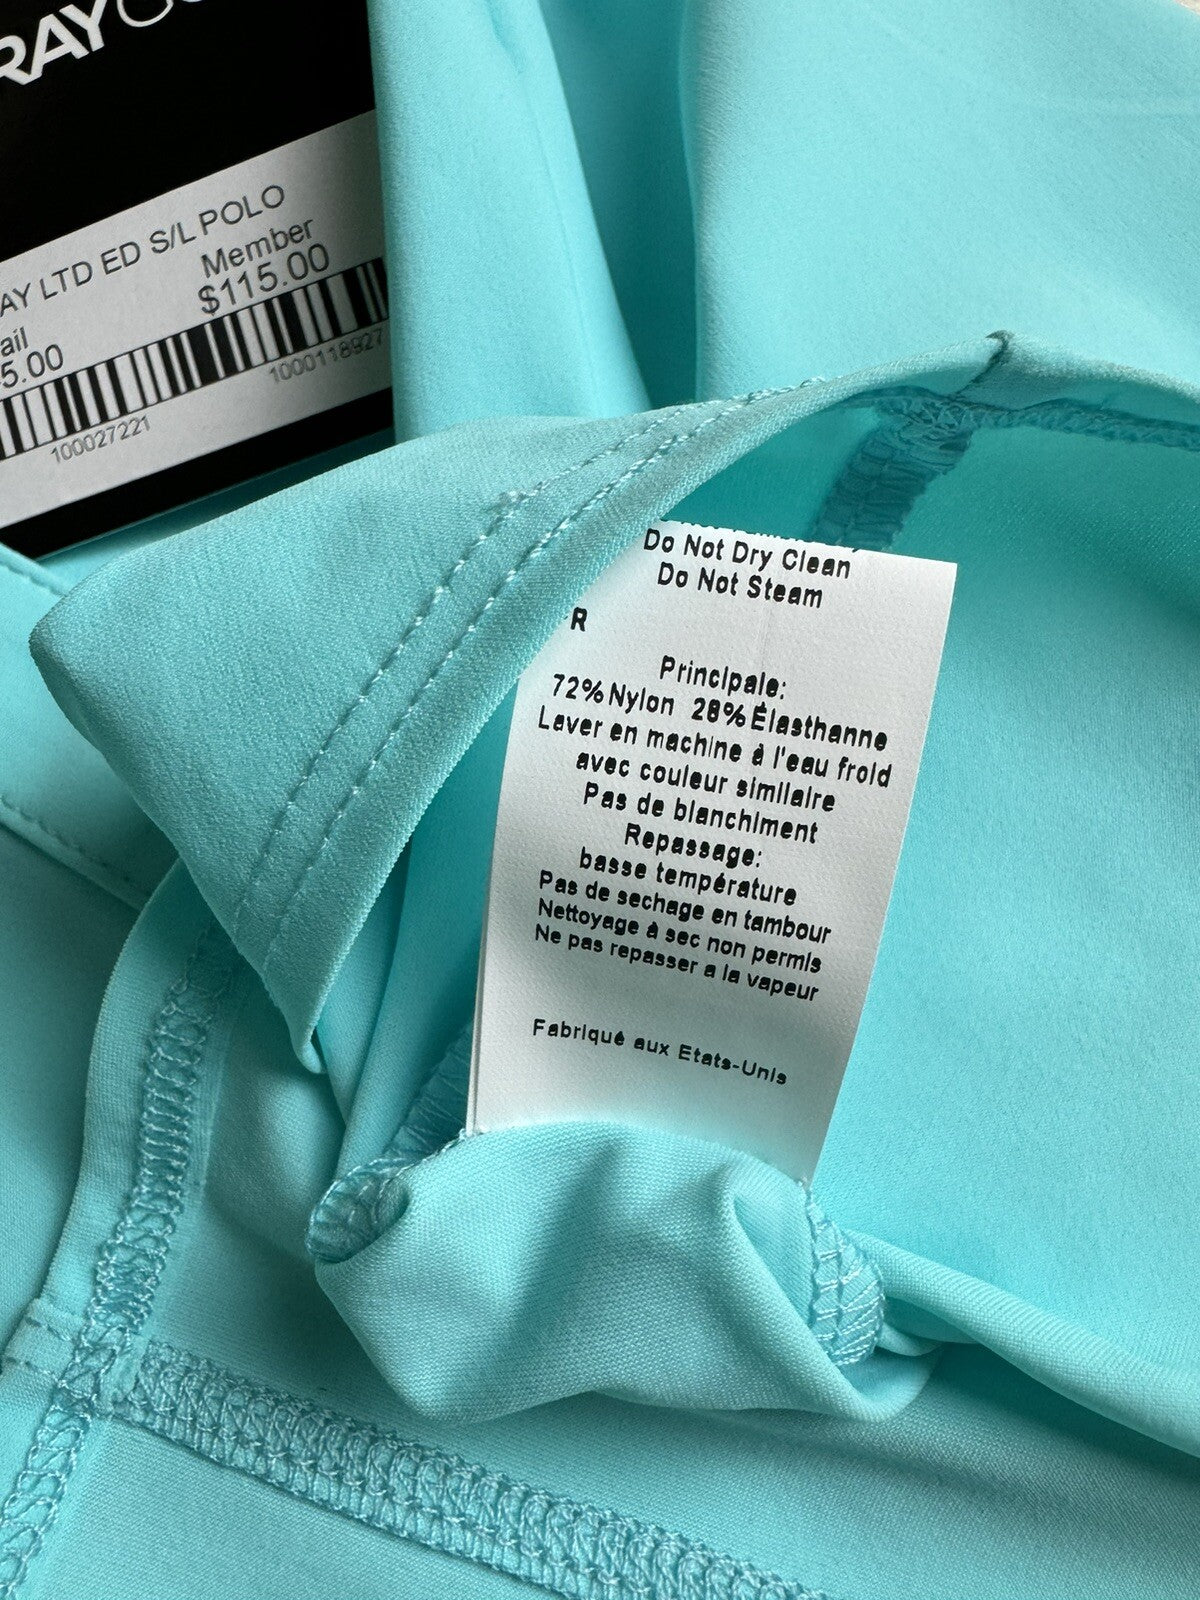 RAY
AY LTD ED S/L POLO
ail
Member
5.00
$115.00
100027221
1000118927
Do Not Dry Clean
Do Not Steam
R
Principale:
72% Nylon 28% Élasthanne
Laver en machine à l'eau froid
avec couleur similaire
Pas de blanchiment
Repassage:
basse température
Pas de sechage en tambour
Nettoyage à sec non permis
Ne pas repasser a la vapeur
Fabriqué aux Etats-Unis